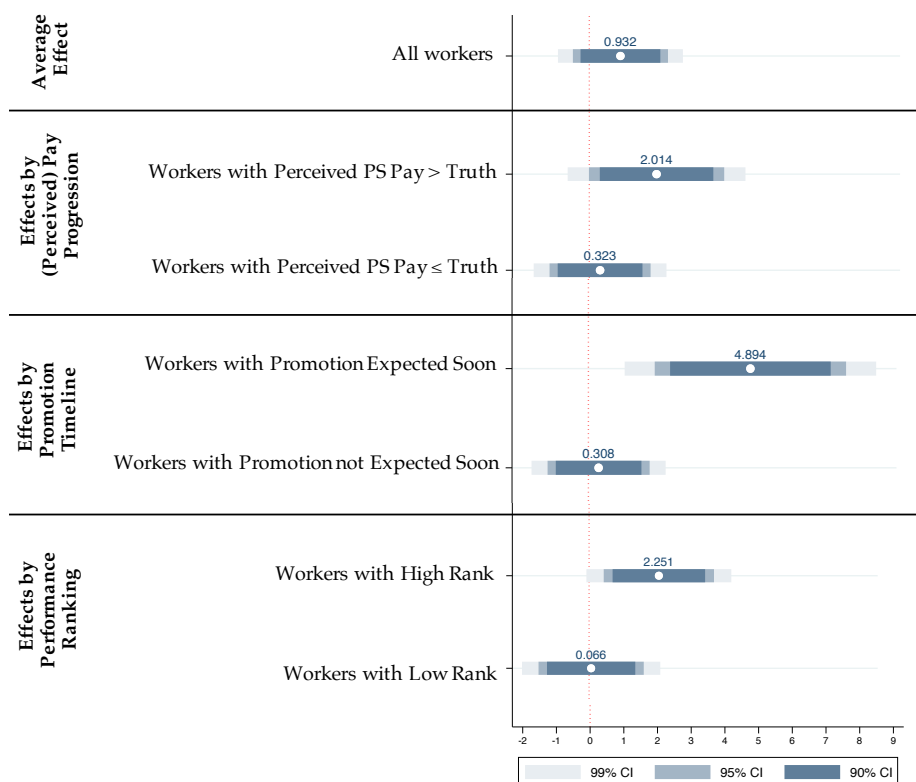 Average
Effect
All workers
0.932
Effects by
(Perceived) Pay
Progression
Workers with Perceived PS Pay > Truth
2.014
Workers with Perceived PS Pay ≤ Truth
0.323
Effects by
Promotion
Timeline
Workers with Promotion Expected Soon
4.894
Workers with Promotion not Expected Soon
0.308
Effects by
Performance
Ranking
Workers with High Rank
2.251
Workers with Low Rank
0.066
-2 -1 0 1 2 3 4 5 6 7 8 9
99% CI 95% CI 90% CI